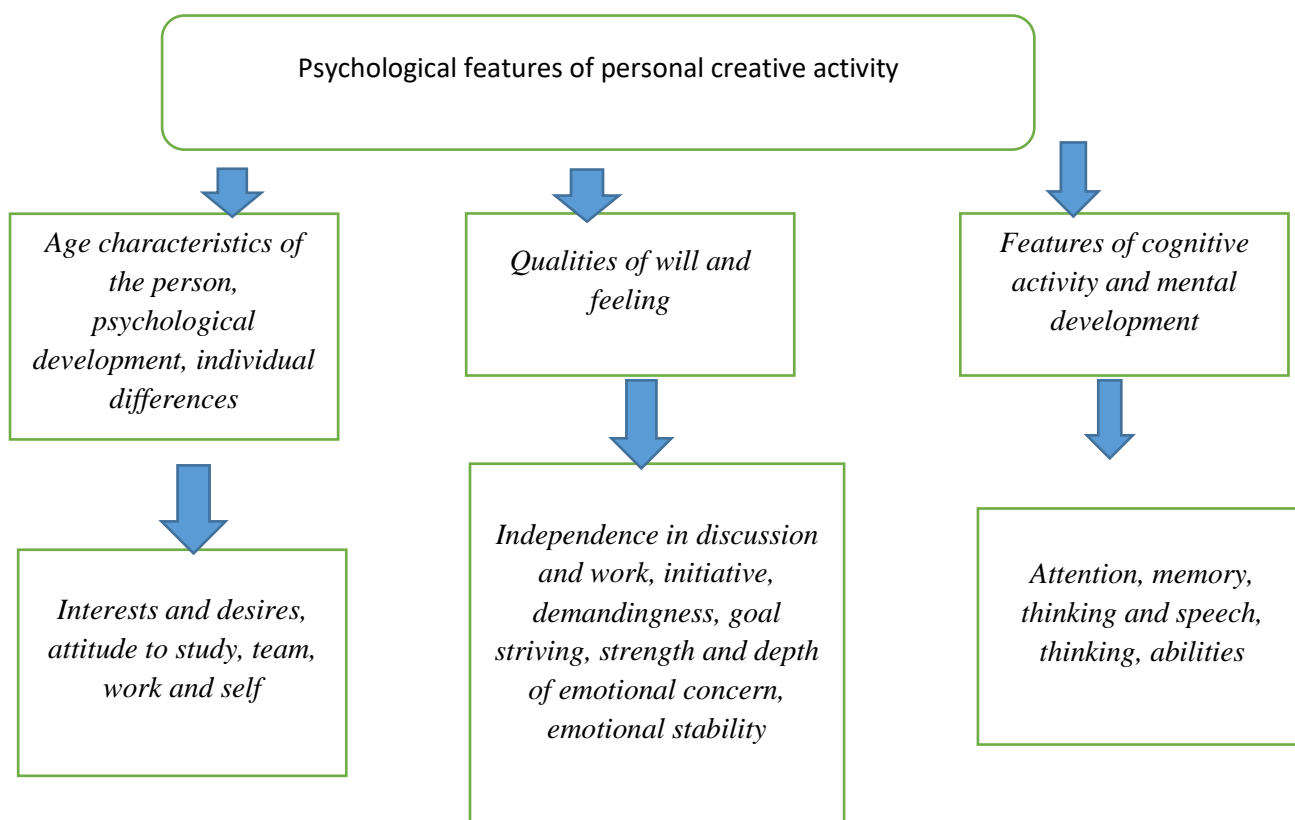 Psychological features of personal creative activity
Age characteristics of
the person,
psychological
development, individual
differences
Qualities of will and
feeling
Features of cognitive
activity and mental
development
Interests and desires,
attitude to study, team,
work and self
Independence in discussion
and work, initiative,
demandingness, goal
striving, strength and depth
of emotional concern,
emotional stability
Attention, memory,
thinking and speech,
thinking, abilities